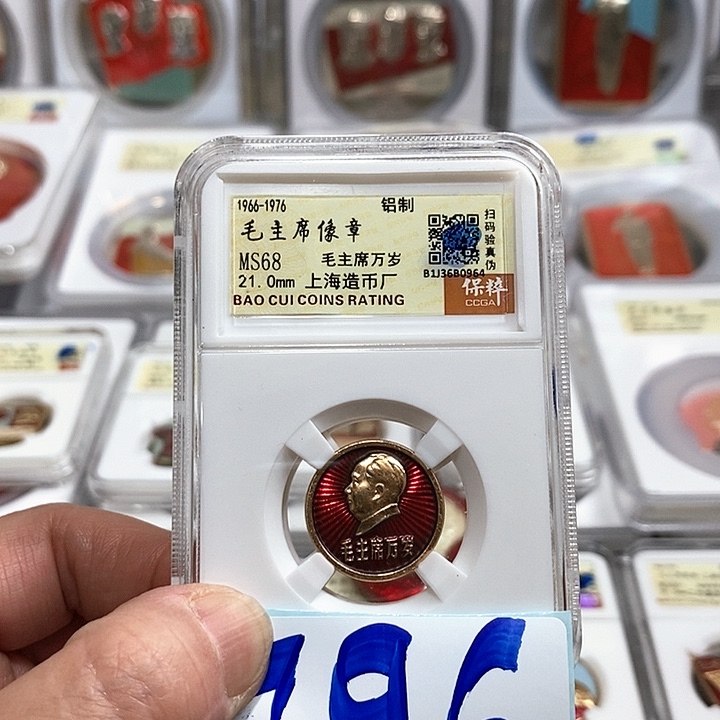 1966-1976 铝制
毛主席像章
MS68 毛主席万岁
21.0mm 上海造币厂
BAO CUI COINS RATING
扫码验真伪
B1J36B0964
保粹
CCGA
毛主席万岁
796